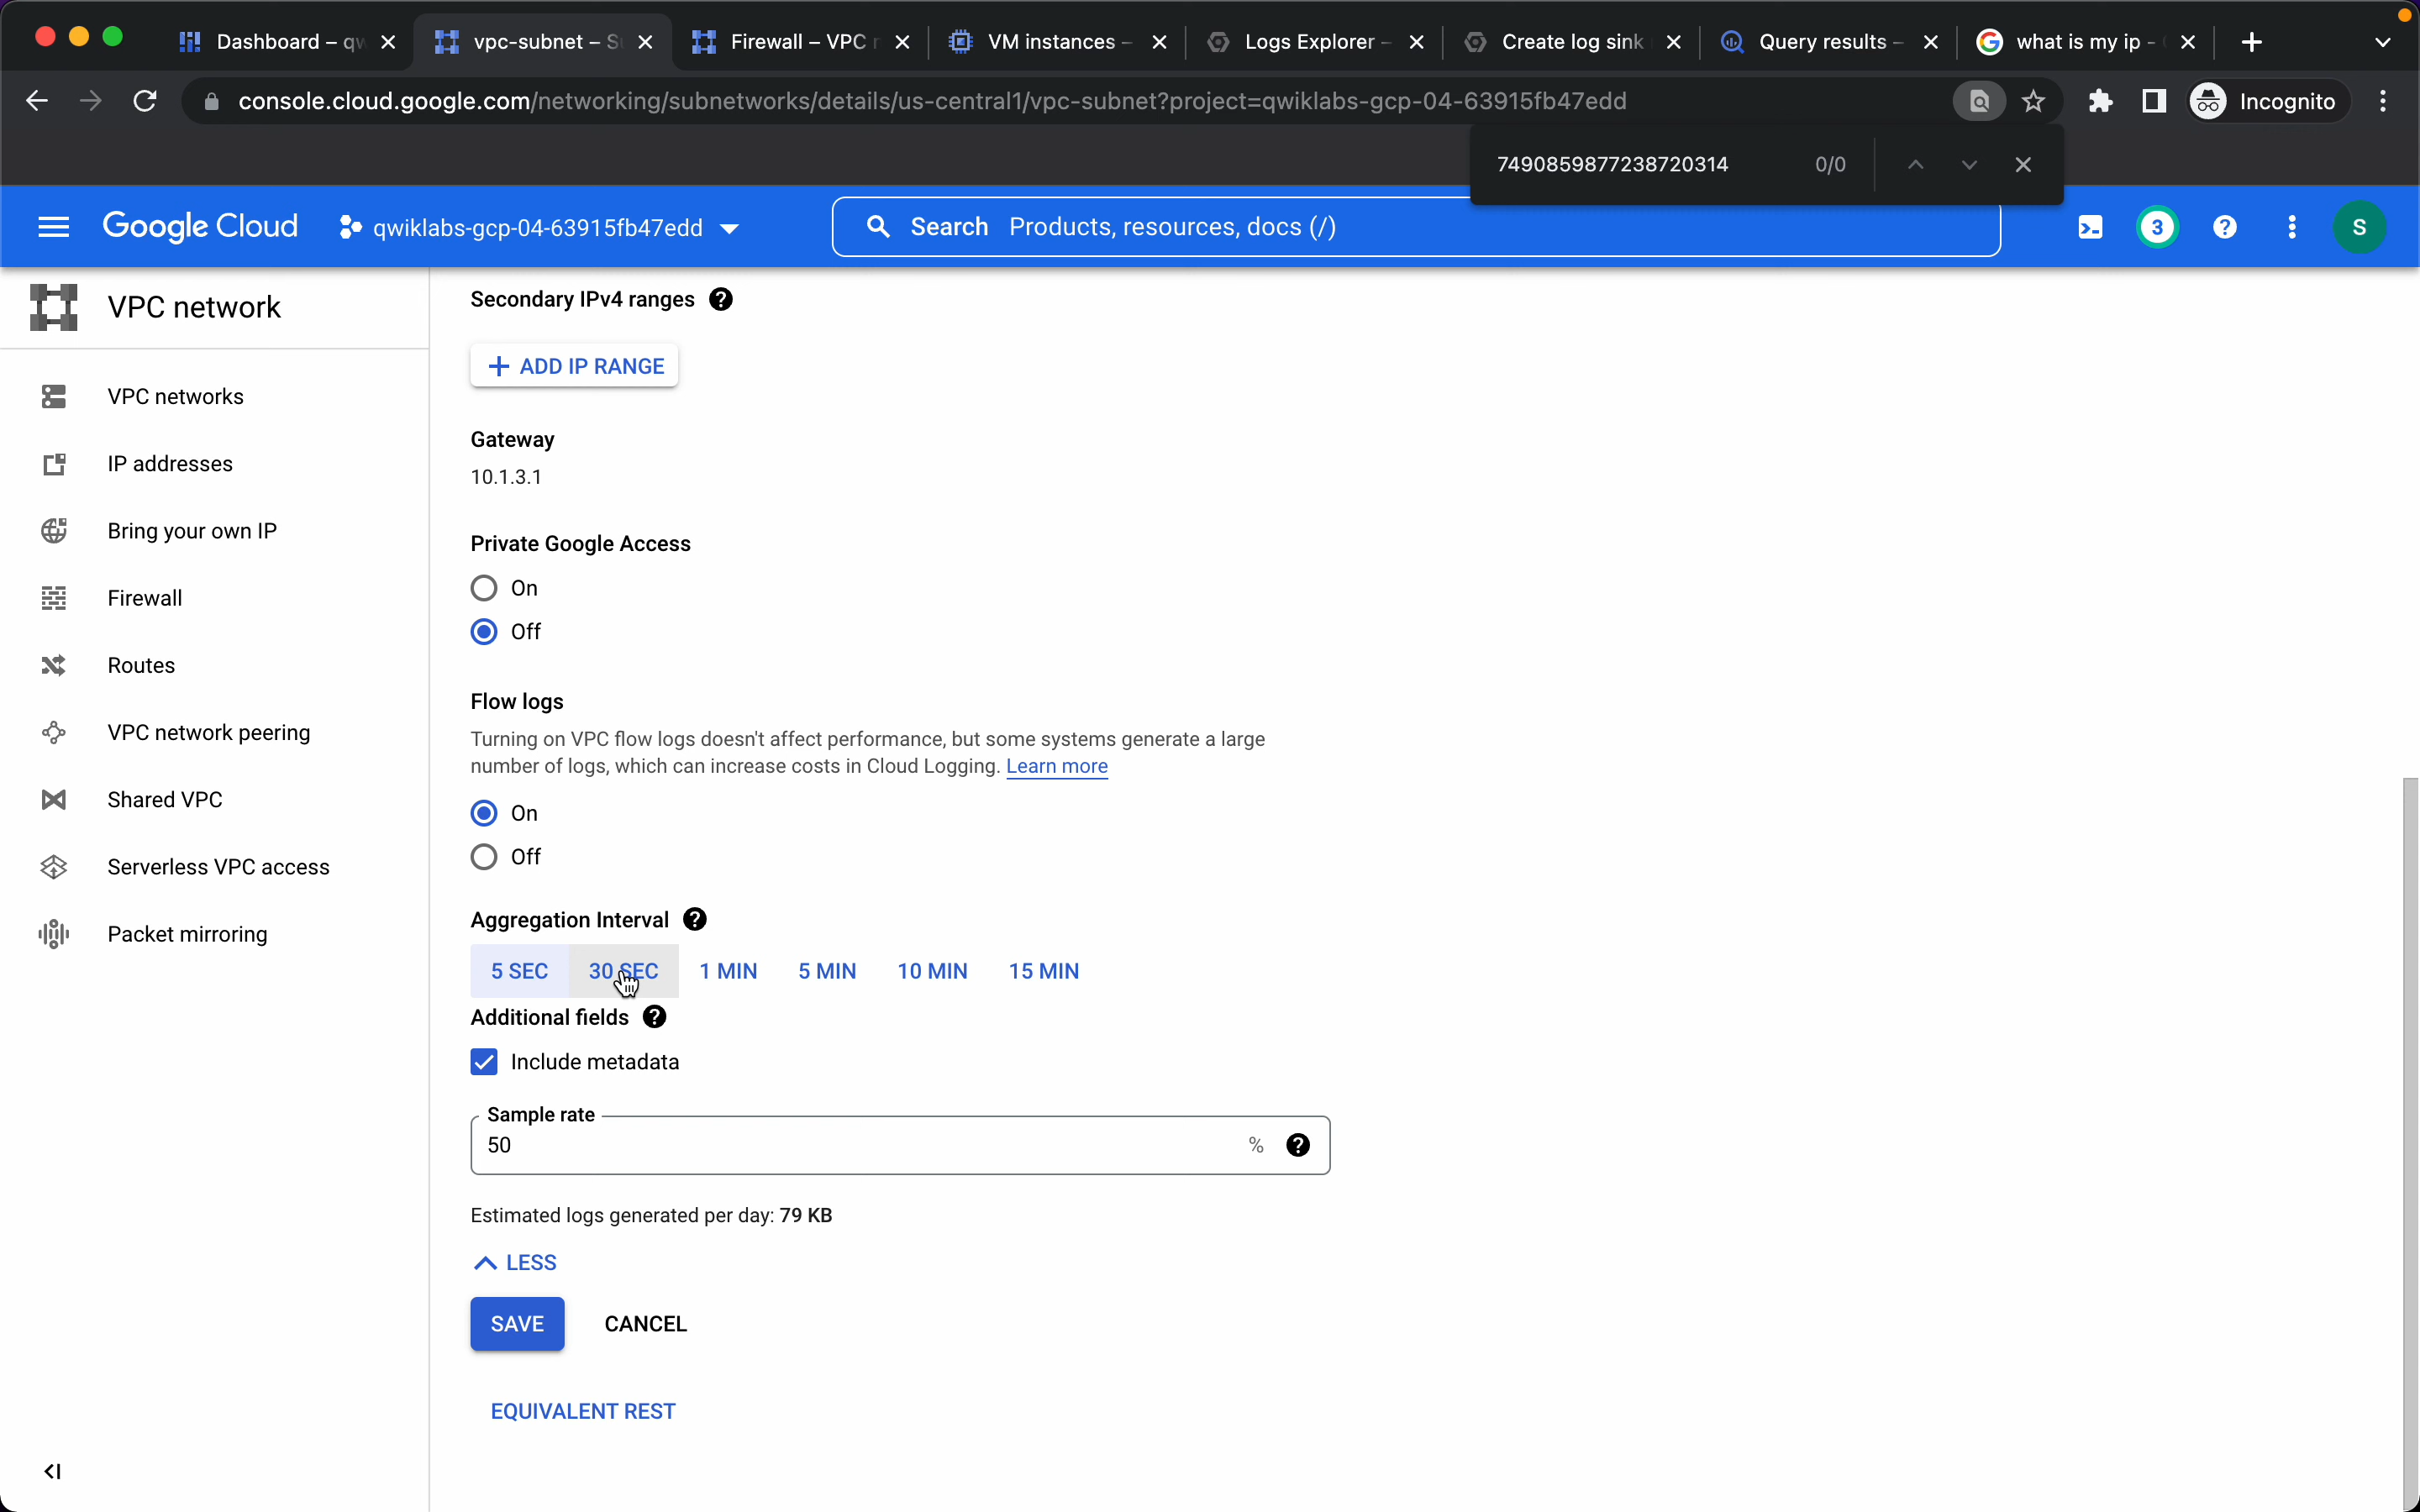 Dashboard – qw
vpc-subnet – S
Firewall – VPC
VM instances –
Logs Explorer –
Create log sink
Query results –
what is my ip -
console.cloud.google.com/networking/subnetworks/details/us-central1/vpc-subnet?project=qwiklabs-gcp-04-63915fb47edd
Incognito
7490859877238720314 0/0
Google Cloud
qwiklabs-gcp-04-63915fb47edd
Search Products, resources, docs (/)
3
S
VPC network
VPC networks
IP addresses
Bring your own IP
Firewall
Routes
VPC network peering
Shared VPC
Serverless VPC access
Packet mirroring
Secondary IPv4 ranges
ADD IP RANGE
Gateway
10.1.3.1
Private Google Access
On
Off
Flow logs
Turning on VPC flow logs doesn't affect performance, but some systems generate a large
number of logs, which can increase costs in Cloud Logging. Learn more
On
Off
Aggregation Interval
5 SEC 30 SEC 1 MIN 5 MIN 10 MIN 15 MIN
Additional fields
Include metadata
Sample rate
50 %
Estimated logs generated per day: 79 KB
LESS
SAVE CANCEL
EQUIVALENT REST